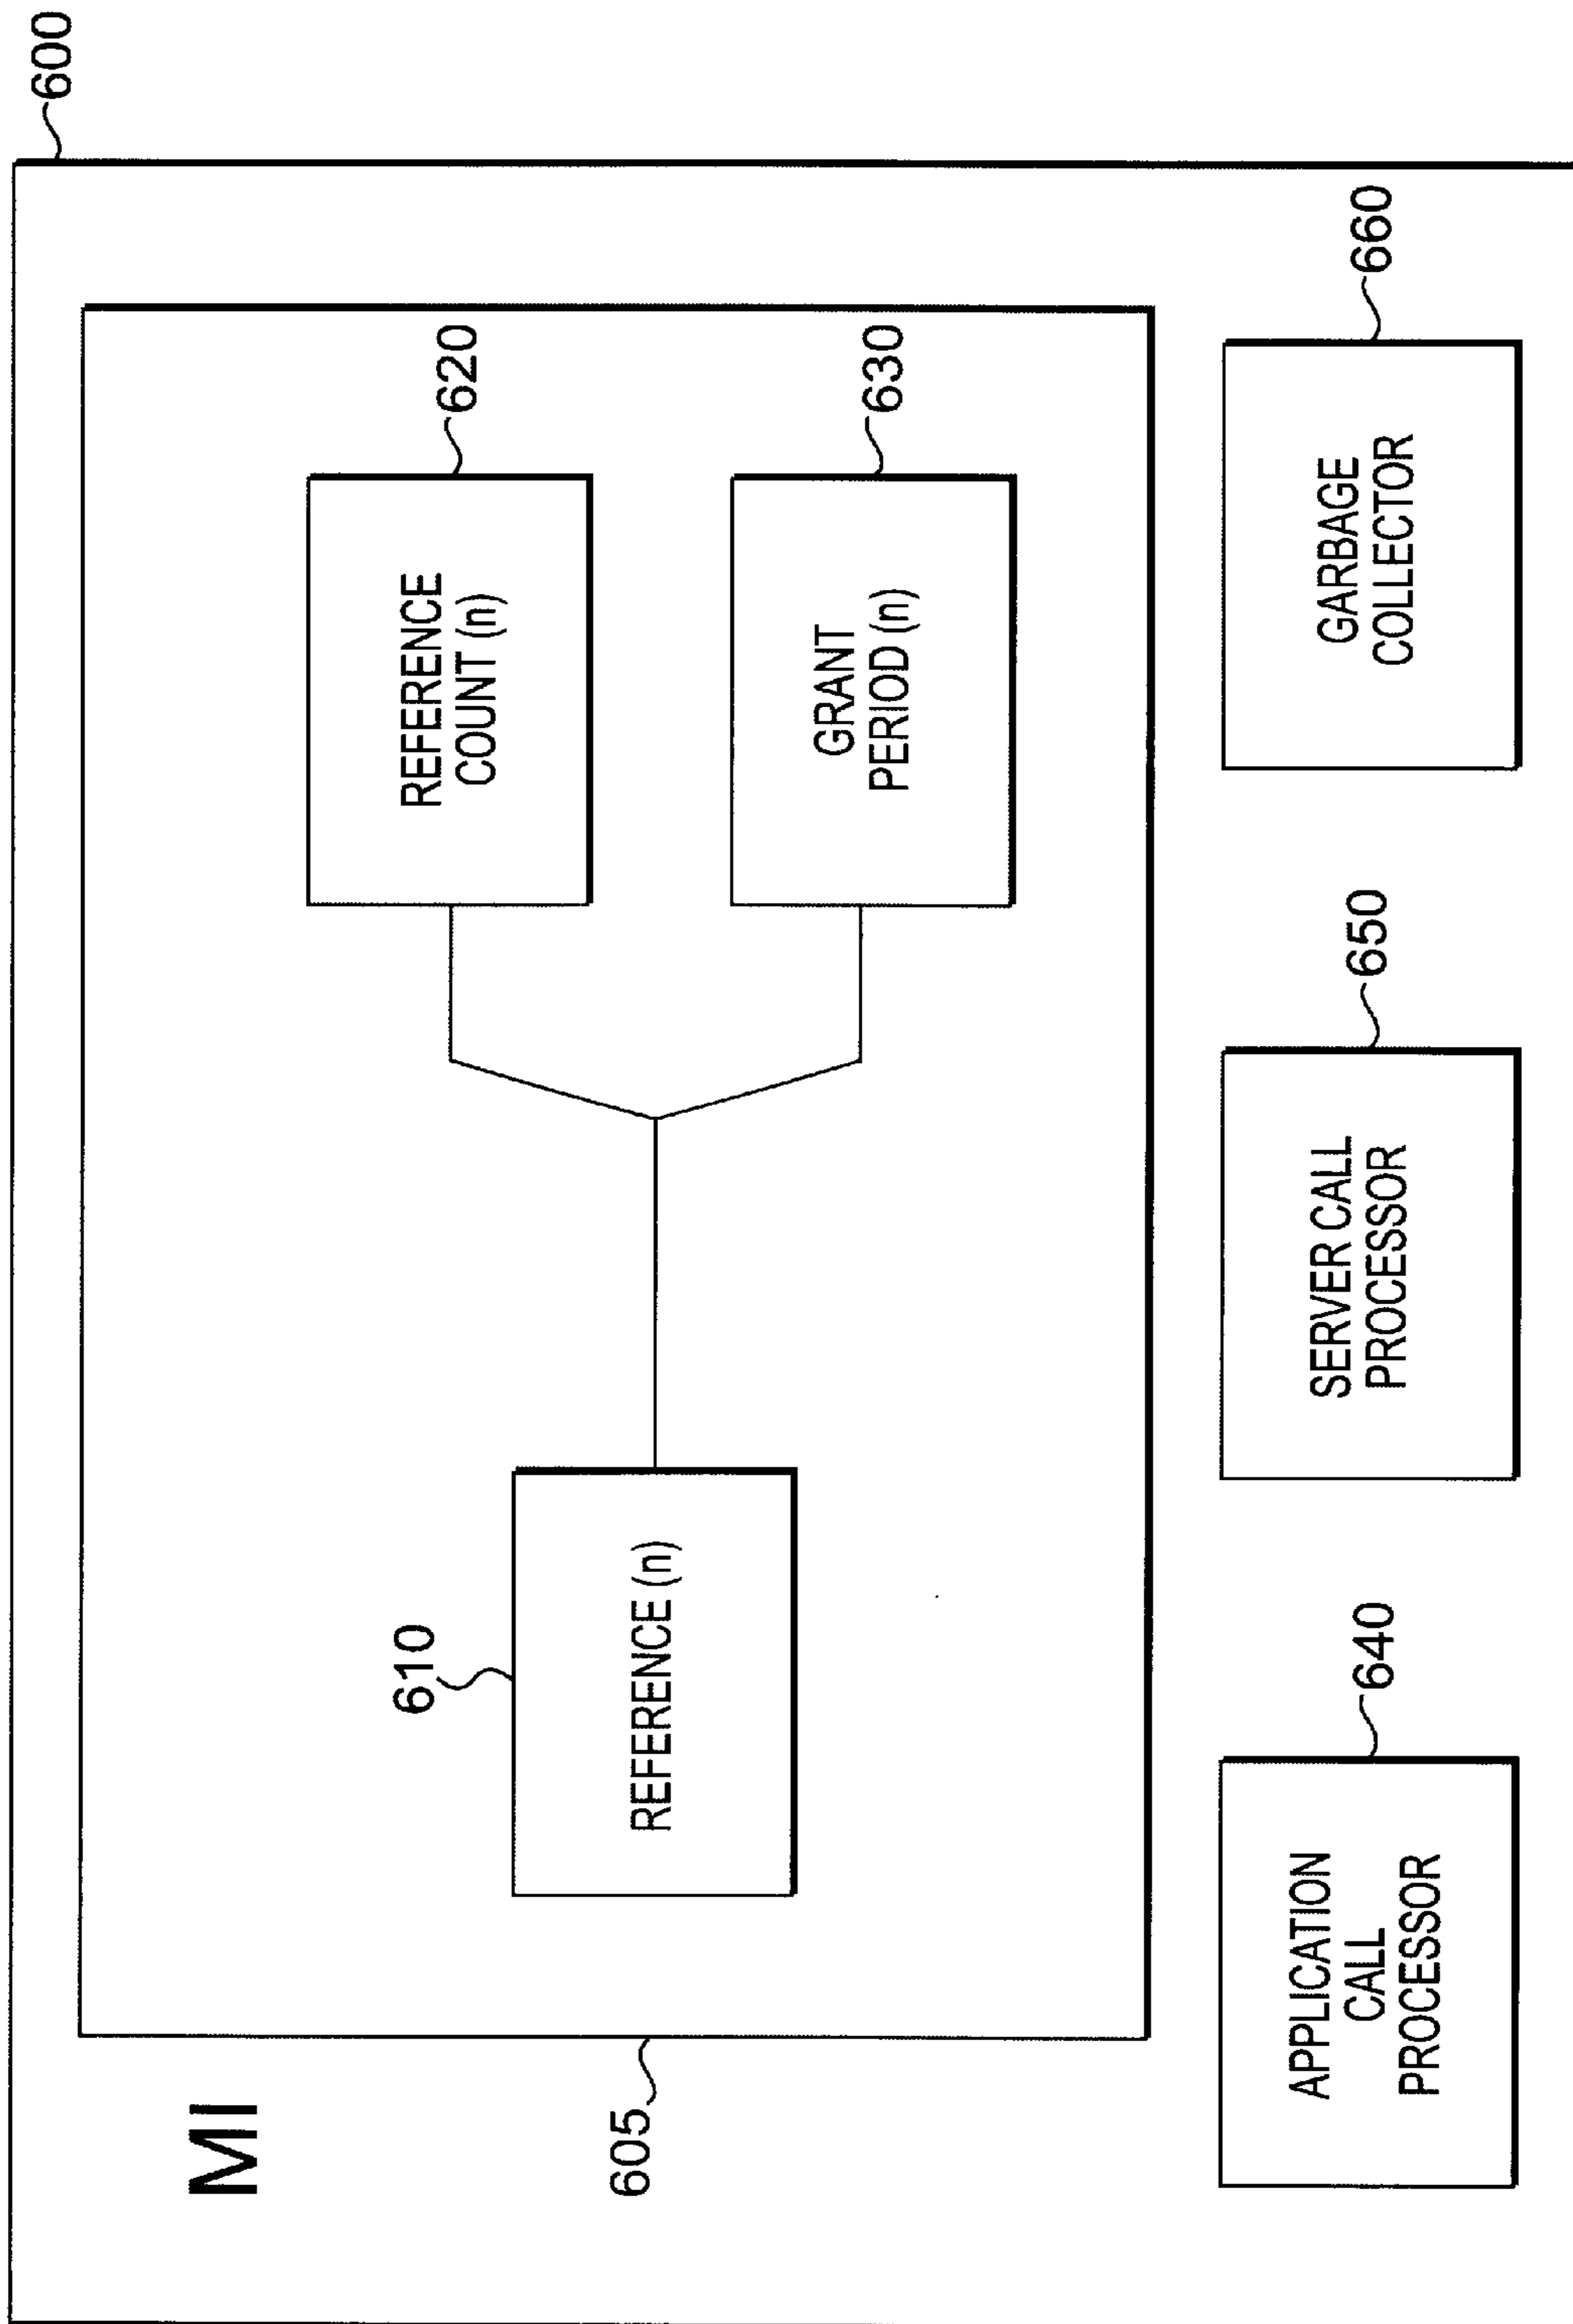 600
MI
605
610
REFERENCE (n)
620
REFERENCE
COUNT (n)
630
GRANT
PERIOD (n)
640
APPLICATION
CALL
PROCESSOR
650
SERVER CALL
PROCESSOR
660
GARBAGE
COLLECTOR